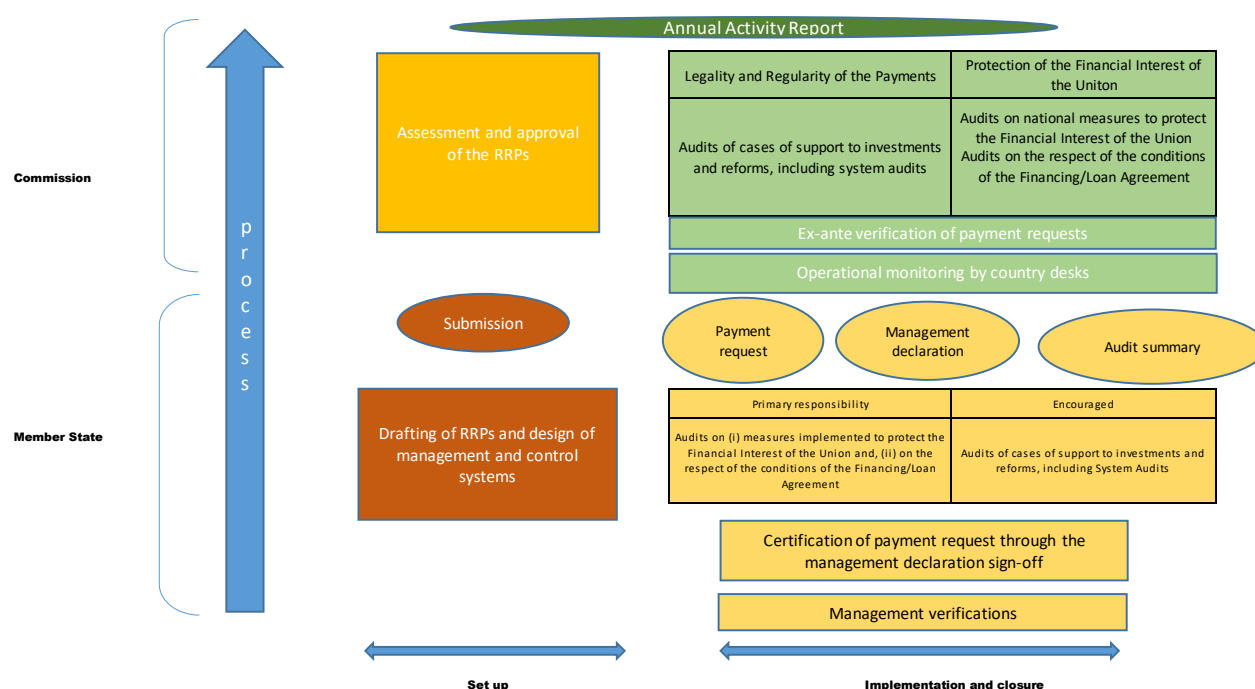 Annual Activity Report
Assessment and approval
of the RRPs
Legality and Regularity of the Payments
Protection of the Financial Interest of
the Uniton
Audits of cases of support to investments
and reforms, including system audits
Audits on national measures to protect
the Financial Interest of the Union
Audits on the respect of the conditions
of the Financing/Loan Agreement
Commission
process
Ex-ante verification of payment requests
Operational monitoring by country desks
Submission
Payment
request
Management
declaration
Audit summary
Member State
Drafting of RRPs and design of
management and control
systems
Primary responsibility
Encouraged
Audits on (i) measures implemented to protect the
Financial Interest of the Union and, (ii) on the
respect of the conditions of the Financing/Loan
Agreement
Audits of cases of support to investments and
reforms, including System Audits
Certification of payment request through the
management declaration sign-off
Management verifications
Set up
Implementation and closure